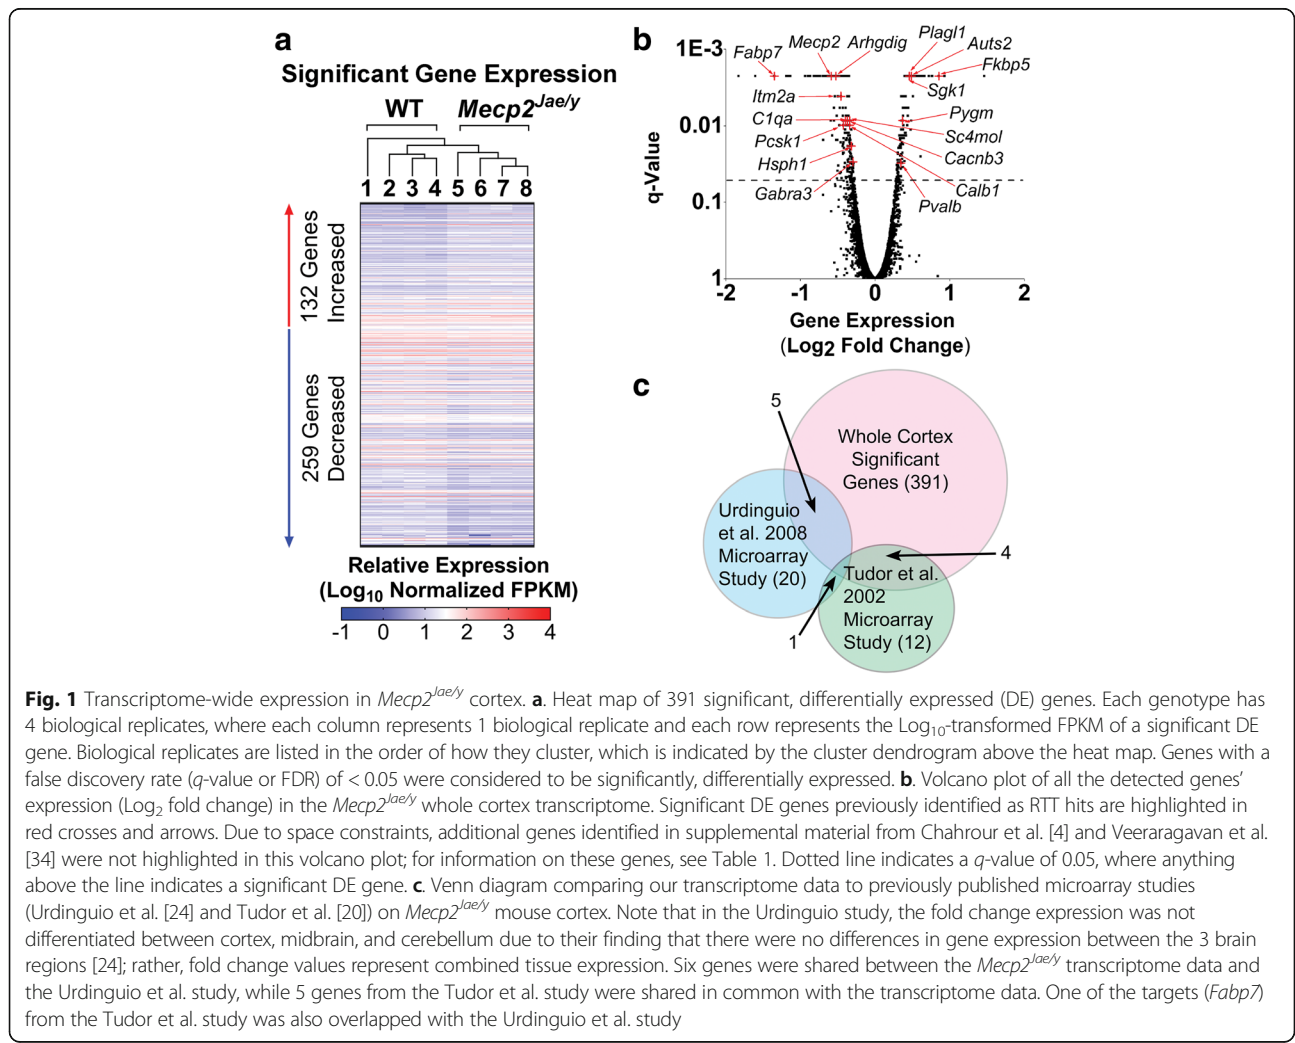 a
Significant Gene Expression
WT Mecp2Jae/y
1 2 3 4 5 6 7 8
132 Genes
Increased
259 Genes
Decreased
Relative Expression
(Log10 Normalized FPKM)
-1 0 1 2 3 4
b
q-Value
1E-3
0.01
0.1
1
-2 -1 0 1 2
Gene Expression
(Log2 Fold Change)
Fabp7
Mecp2
Arhgdig
Plagl1
Auts2
Fkbp5
Sgk1
Itm2a
C1qa
Pcsk1
Hsph1
Gabra3
Pygm
Sc4mol
Cacnb3
Calb1
Pvalb
c
5
Whole Cortex
Significant
Genes (391)
Urdinguio
et al. 2008
Microarray
Study (20)
4
Tudor et al.
2002
Microarray
Study (12)
1
Fig. 1 Transcriptome-wide expression in Mecp2Jae/y cortex. a. Heat map of 391 significant, differentially expressed (DE) genes. Each genotype has
4 biological replicates, where each column represents 1 biological replicate and each row represents the Log10-transformed FPKM of a significant DE
gene. Biological replicates are listed in the order of how they cluster, which is indicated by the cluster dendrogram above the heat map. Genes with a
false discovery rate (q-value or FDR) of < 0.05 were considered to be significantly, differentially expressed. b. Volcano plot of all the detected genes’
expression (Log2 fold change) in the Mecp2Jae/y whole cortex transcriptome. Significant DE genes previously identified as RTT hits are highlighted in
red crosses and arrows. Due to space constraints, additional genes identified in supplemental material from Chahrour et al. [4] and Veeraragavan et al.
[34] were not highlighted in this volcano plot; for information on these genes, see Table 1. Dotted line indicates a q-value of 0.05, where anything
above the line indicates a significant DE gene. c. Venn diagram comparing our transcriptome data to previously published microarray studies
(Urdinguio et al. [24] and Tudor et al. [20]) on Mecp2Jae/y mouse cortex. Note that in the Urdinguio study, the fold change expression was not
differentiated between cortex, midbrain, and cerebellum due to their finding that there were no differences in gene expression between the 3 brain
regions [24]; rather, fold change values represent combined tissue expression. Six genes were shared between the Mecp2Jae/y transcriptome data and
the Urdinguio et al. study, while 5 genes from the Tudor et al. study were shared in common with the transcriptome data. One of the targets (Fabp7)
from the Tudor et al. study was also overlapped with the Urdinguio et al. study